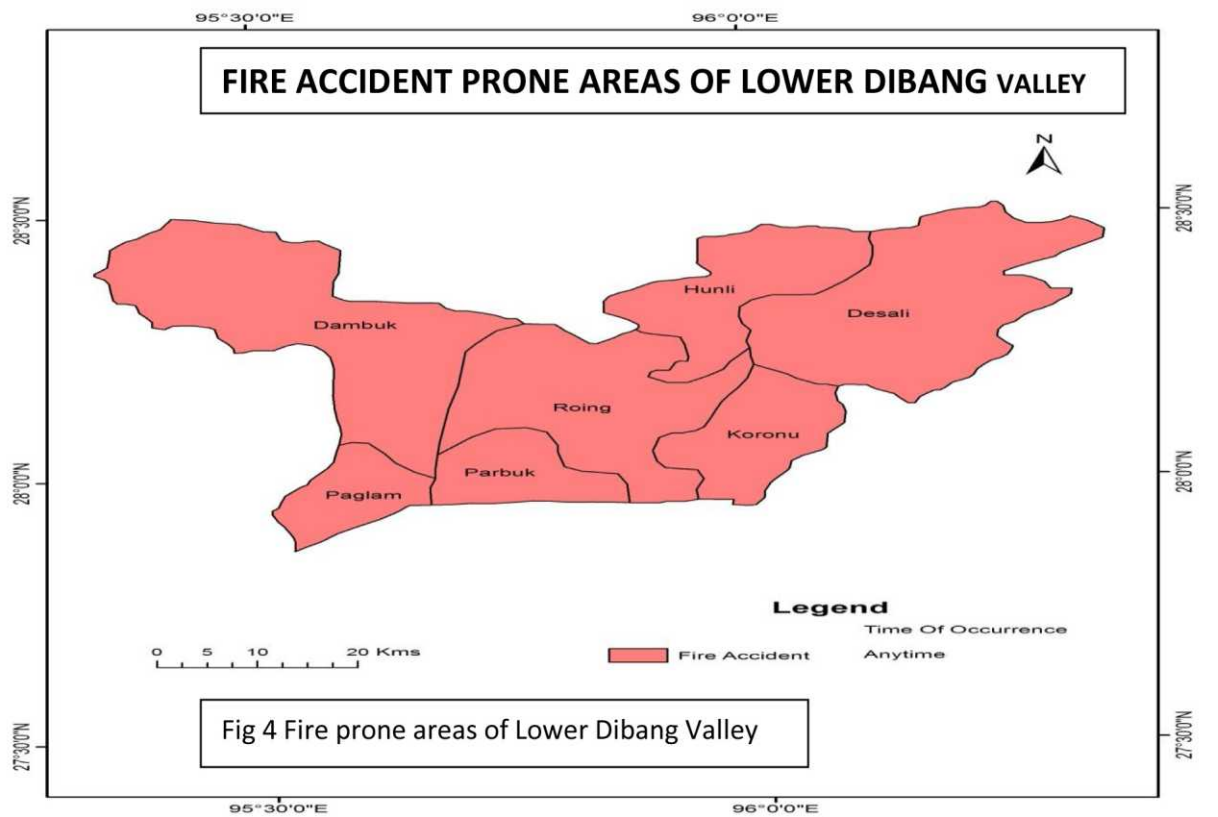 95°30'0"E 96°0'0"E
FIRE ACCIDENT PRONE AREAS OF LOWER DIBANG VALLEY
N
28°30'0"N 28°30'0"N
Hunli
Desali
Dambuk
Roing
Koronu
Parbuk
Paglam
28°0'0"N 28°0'0"N
Legend
Time Of Occurrence
0 5 10 20 Kms
Fire Accident Anytime
Fig 4 Fire prone areas of Lower Dibang Valley
27°30'0"N 27°30'0"N
95°30'0"E 96°0'0"E